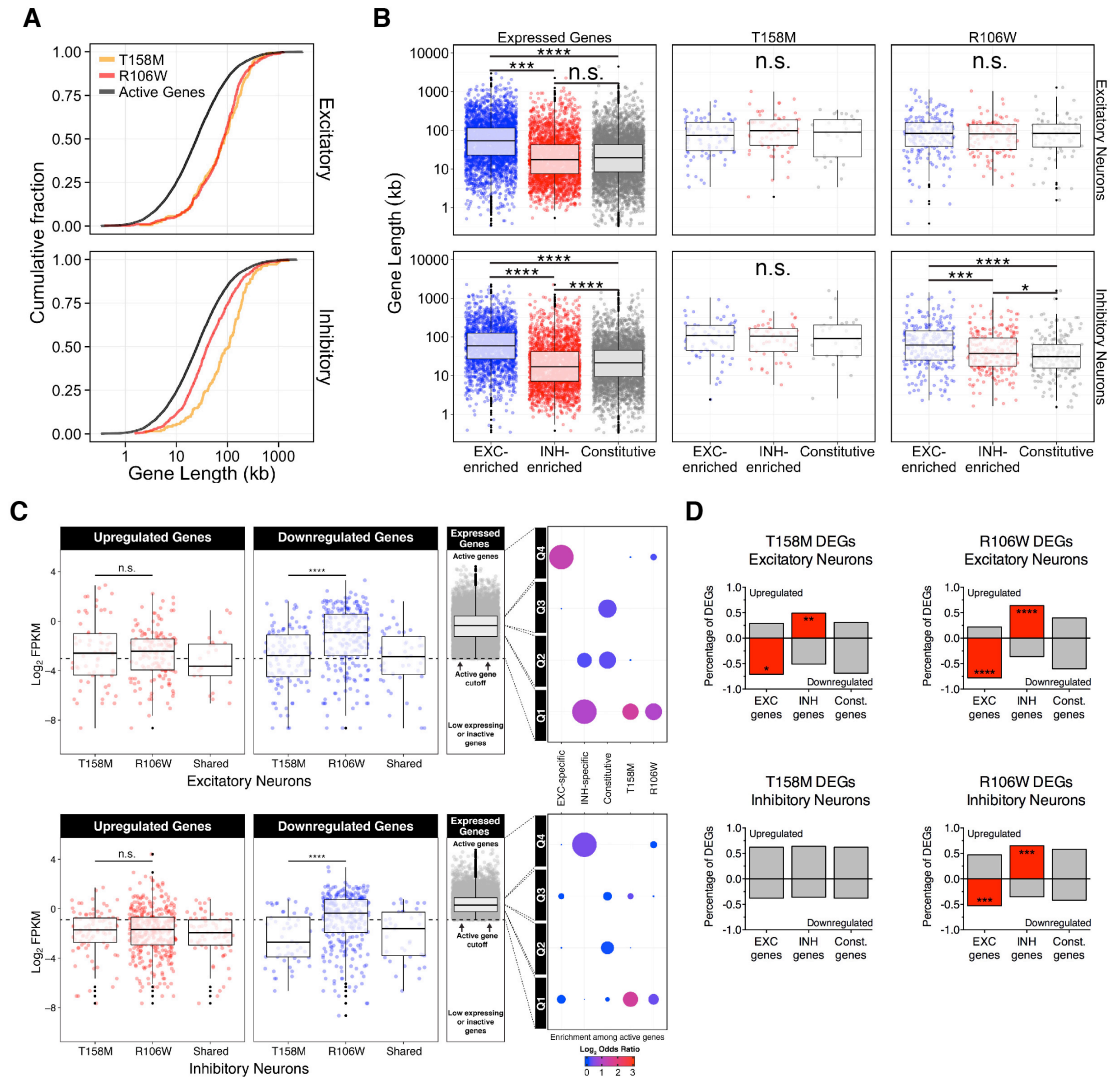 A
1.00
0.75
0.50
0.25
0.00
T158M
R106W
Active Genes
Excitatory
1.00
0.75
0.50
0.25
0.00
Inhibitory
Cumulative fraction
1
10
100
1000
Gene Length (kb)
B
Expressed Genes
T158M
R106W
10000
1000
100
10
1
****
***
n.s.
n.s.
n.s.
Excitatory Neurons
Gene Length (kb)
10000
1000
100
10
1
****
****
****
n.s.
****
***
*
Inhibitory Neurons
EXC-enriched
INH-enriched
Constitutive
EXC-enriched
INH-enriched
Constitutive
EXC-enriched
INH-enriched
Constitutive
C
Upregulated Genes
Downregulated Genes
Expressed Genes
Active genes
n.s.
****
4
0
-4
-8
Log2 FPKM
Active gene cutoff
Low expressing or inactive genes
T158M
R106W
Shared
T158M
R106W
Shared
Excitatory Neurons
Q4
Q3
Q2
Q1
EXC-specific
INH-specific
Constitutive
T158M
R106W
Upregulated Genes
Downregulated Genes
Expressed Genes
Active genes
n.s.
****
4
0
-4
-8
Log2 FPKM
Active gene cutoff
Low expressing or inactive genes
T158M
R106W
Shared
T158M
R106W
Shared
Inhibitory Neurons
Q4
Q3
Q2
Q1
Enrichment among active genes
Log2 Odds Ratio
0 1 2 3
D
T158M DEGs
Excitatory Neurons
1.0
0.5
0.0
-0.5
-1.0
Percentage of DEGs
Upregulated
**
*
Downregulated
EXC genes
INH genes
Const. genes
R106W DEGs
Excitatory Neurons
1.0
0.5
0.0
-0.5
-1.0
Percentage of DEGs
Upregulated
****
****
Downregulated
EXC genes
INH genes
Const. genes
T158M DEGs
Inhibitory Neurons
1.0
0.5
0.0
-0.5
-1.0
Percentage of DEGs
Upregulated
Downregulated
EXC genes
INH genes
Const. genes
R106W DEGs
Inhibitory Neurons
1.0
0.5
0.0
-0.5
-1.0
Percentage of DEGs
Upregulated
***
***
Downregulated
EXC genes
INH genes
Const. genes